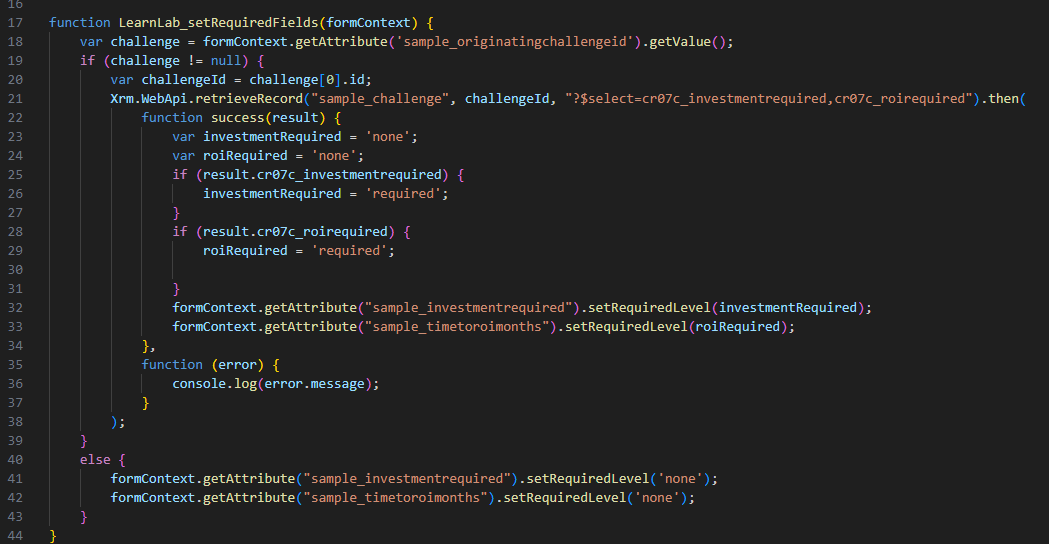 16
17 function LearnLab_setRequiredFields(formContext) {
18     var challenge = formContext.getAttribute('sample_originatingchallengeid').getValue();
19     if (challenge != null) {
20         var challengeId = challenge[0].id;
21         Xrm.WebApi.retrieveRecord("sample_challenge", challengeId, "?$select=cr07c_investmentrequired,cr07c_roirequired").then(
22             function success(result) {
23                 var investmentRequired = 'none';
24                 var roiRequired = 'none';
25                 if (result.cr07c_investmentrequired) {
26                     investmentRequired = 'required';
27                 }
28                 if (result.cr07c_roirequired) {
29                     roiRequired = 'required';
30
31                 }
32                 formContext.getAttribute("sample_investmentrequired").setRequiredLevel(investmentRequired);
33                 formContext.getAttribute("sample_timetoroimonths").setRequiredLevel(roiRequired);
34             },
35             function (error) {
36                 console.log(error.message);
37             }
38         );
39     }
40     else {
41         formContext.getAttribute("sample_investmentrequired").setRequiredLevel('none');
42         formContext.getAttribute("sample_timetoroimonths").setRequiredLevel('none');
43     }
44 }